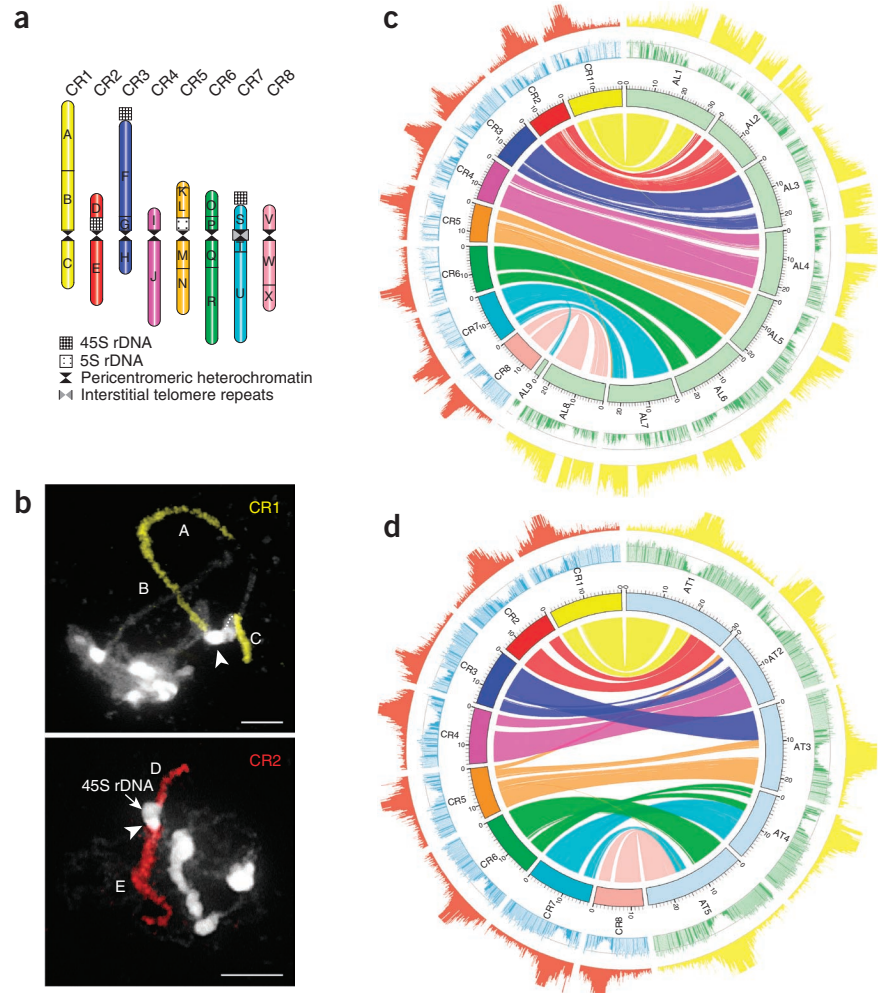 a
CR1 CR2 CR3 CR4 CR5 CR6 CR7 CR8
A
B
C
D
E
F
G
H
I
J
K
L
M
N
O
P
Q
R
S
U
V
W
X
45S rDNA
5S rDNA
Pericentromeric heterochromatin
Interstitial telomere repeats
b
CR1
A
B
C
CR2
D
45S rDNA
E
c
CR1
CR2
CR3
CR4
CR5
CR6
CR7
CR8
AL1
AL2
AL3
AL4
AL5
AL6
AL7
AL8
AL9
d
CR1
CR2
CR3
CR4
CR5
CR6
CR7
CR8
AT1
AT2
AT3
AT4
AT5